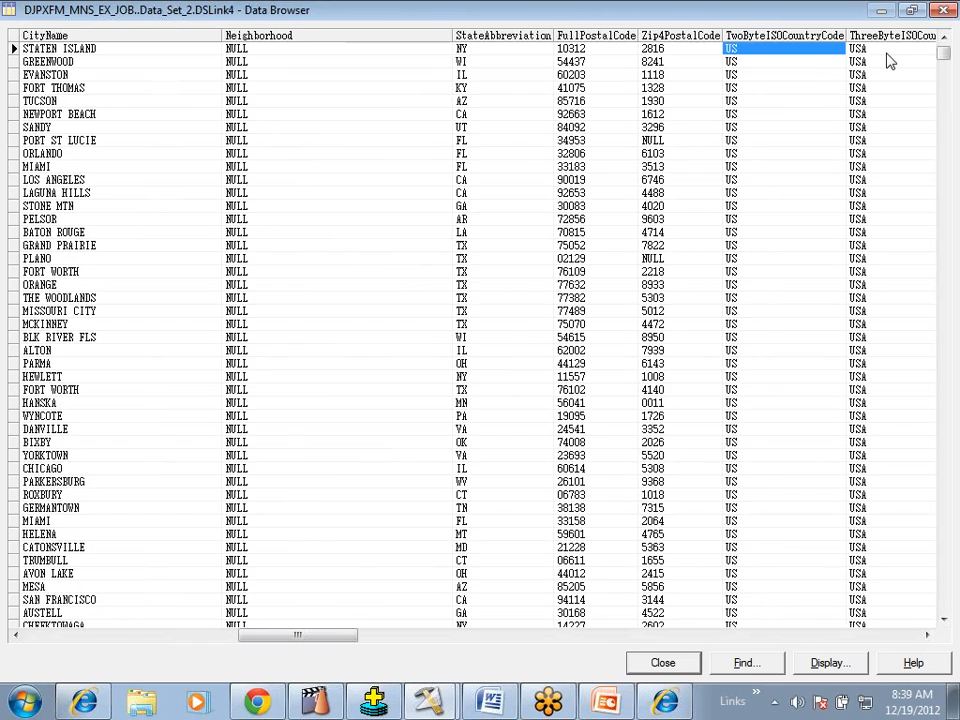 DJPXFM_MNS_EX_JOB..Data_Set_2.DSLink4 - Data Browser
CityName Neighborhood StateAbbreviation FullPostalCode Zip4PostalCode TwoByteISOCountryCode ThreeByteISOCou
STATEN ISLAND NULL NY 10312 2816 US USA
GREENWOOD NULL WI 54437 8241 US USA
EVANSTON NULL IL 60203 1118 US USA
FORT THOMAS NULL KY 41075 1328 US USA
TUCSON NULL AZ 85716 1930 US USA
NEWPORT BEACH NULL CA 92663 1612 US USA
SANDY NULL UT 84092 3296 US USA
PORT ST LUCIE NULL FL 34953 NULL US USA
ORLANDO NULL FL 32806 6103 US USA
MIAMI NULL FL 33183 3513 US USA
LOS ANGELES NULL CA 90019 6746 US USA
LAGUNA HILLS NULL CA 92653 4488 US USA
STONE MTN NULL GA 30083 4020 US USA
PELSOR NULL AR 72856 9603 US USA
BATON ROUGE NULL LA 70815 4714 US USA
GRAND PRAIRIE NULL TX 75052 7822 US USA
PLANO NULL TX 02129 NULL US USA
FORT WORTH NULL TX 76109 2218 US USA
ORANGE NULL TX 77632 8933 US USA
THE WOODLANDS NULL TX 77382 5303 US USA
MISSOURI CITY NULL TX 77489 5012 US USA
MCKINNEY NULL TX 75070 4472 US USA
BLK RIVER FLS NULL WI 54615 8950 US USA
ALTON NULL IL 62002 7939 US USA
PARMA NULL OH 44129 6143 US USA
HEWLETT NULL NY 11557 1008 US USA
FORT WORTH NULL TX 76102 4140 US USA
HANSKA NULL MN 56041 0011 US USA
WYNCOTE NULL PA 19095 1726 US USA
DANVILLE NULL VA 24541 3352 US USA
BIXBY NULL OK 74008 2026 US USA
YORKTOWN NULL VA 23693 5520 US USA
CHICAGO NULL IL 60614 5308 US USA
PARKERSBURG NULL WV 26101 9368 US USA
ROXBURY NULL CT 06783 1018 US USA
GERMANTOWN NULL TN 38138 7315 US USA
MIAMI NULL FL 33158 2064 US USA
HELENA NULL MT 59601 4765 US USA
CATONSVILLE NULL MD 21228 5363 US USA
TRUMBULL NULL CT 06611 1655 US USA
AVON LAKE NULL OH 44012 2415 US USA
MESA NULL AZ 85205 5856 US USA
SAN FRANCISCO NULL CA 94114 3144 US USA
AUSTELL NULL GA 30168 4522 US USA
CHEEKTOWAGA NULL NY 14227 2602 US USA
Close Find... Display... Help
Links 8:39 AM
12/19/2012